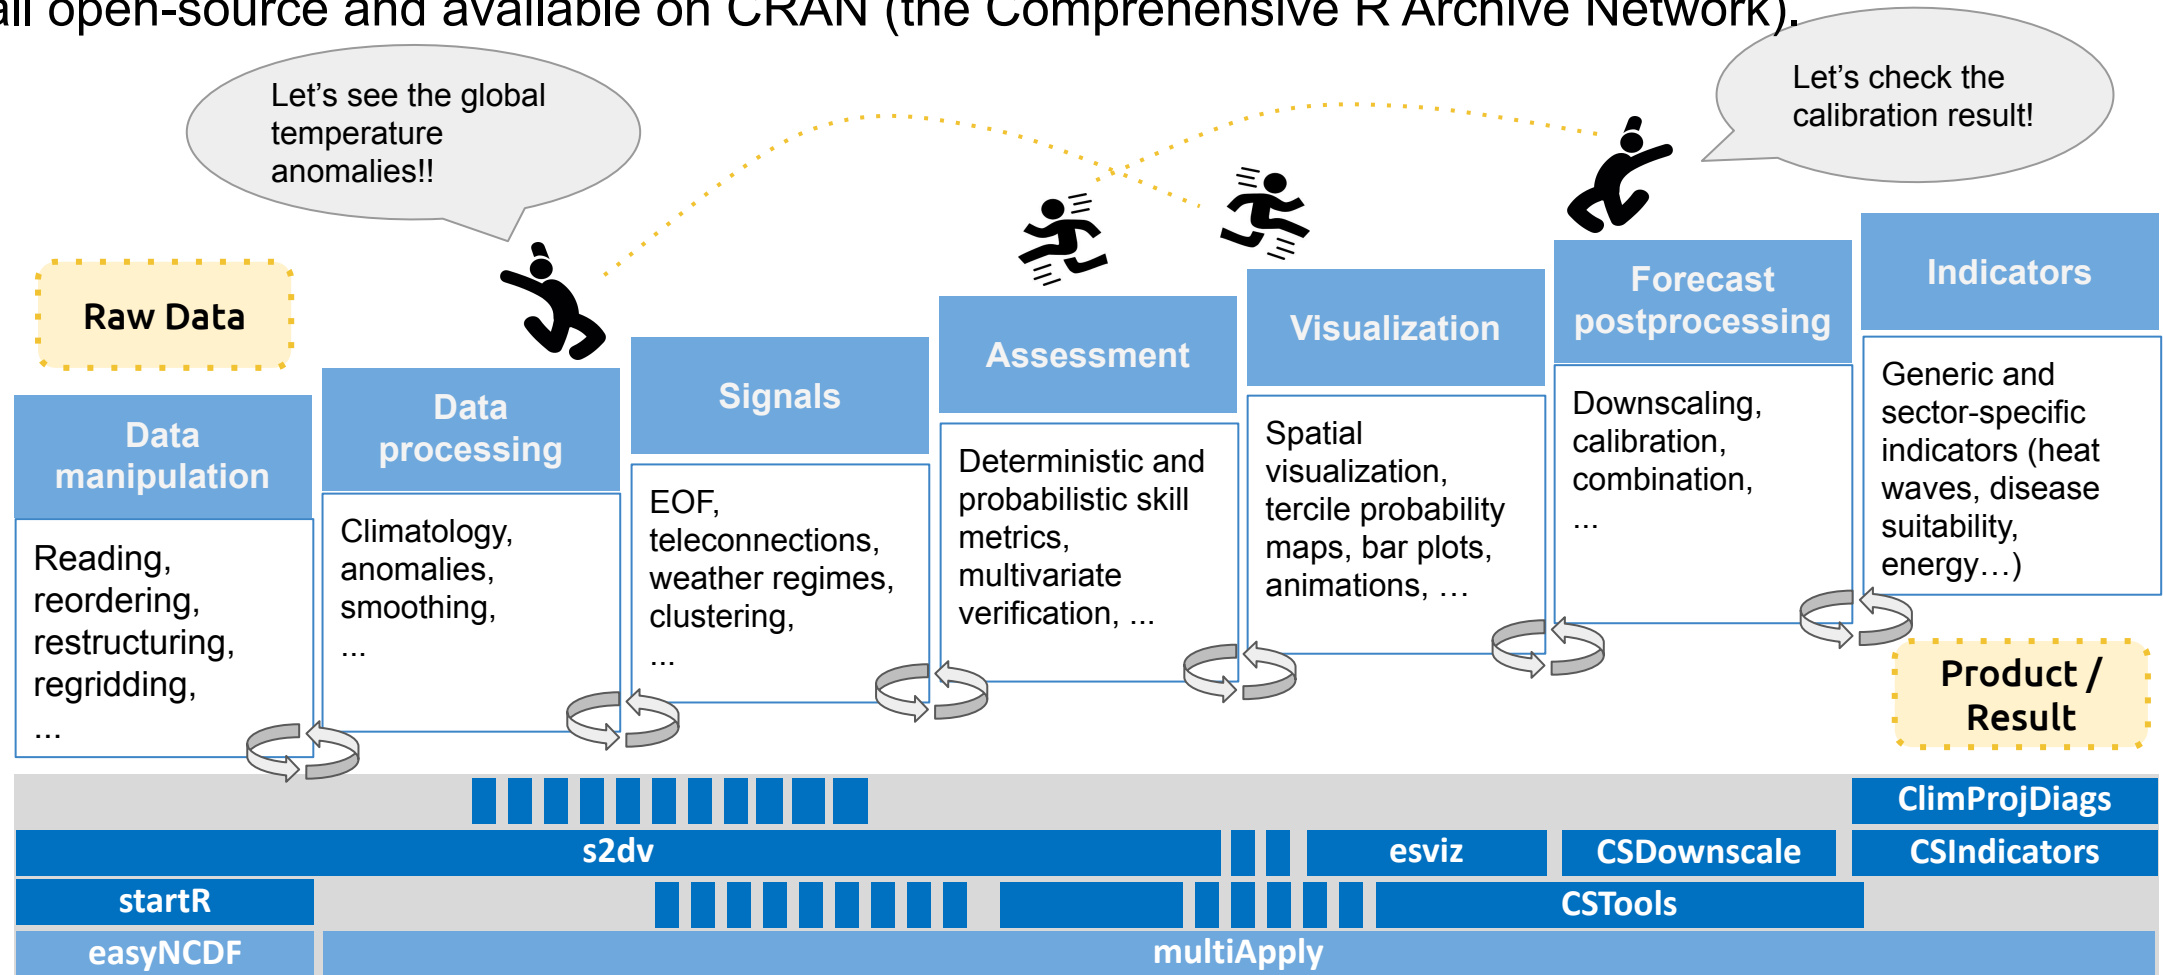 all open-source and available on CRAN (the Comprehensive R Archive Network).
Let's see the global
temperature
anomalies!!
Let's check the
calibration result!
Raw Data
Data
manipulation
Reading,
reordering,
restructuring,
regridding,
...
Data
processing
Climatology,
anomalies,
smoothing,
...
Signals
EOF,
teleconnections,
weather regimes,
clustering,
...
Assessment
Deterministic and
probabilistic skill
metrics,
multivariate
verification, ...
Visualization
Spatial
visualization,
tercile probability
maps, bar plots,
animations, …
Forecast
postprocessing
Downscaling,
calibration,
combination,
...
Indicators
Generic and
sector-specific
indicators (heat
waves, disease
suitability,
energy…)
Product /
Result
ClimProjDiags
s2dv
esviz
CSDownscale
CSIndicators
startR
CSTools
easyNCDF
multiApply